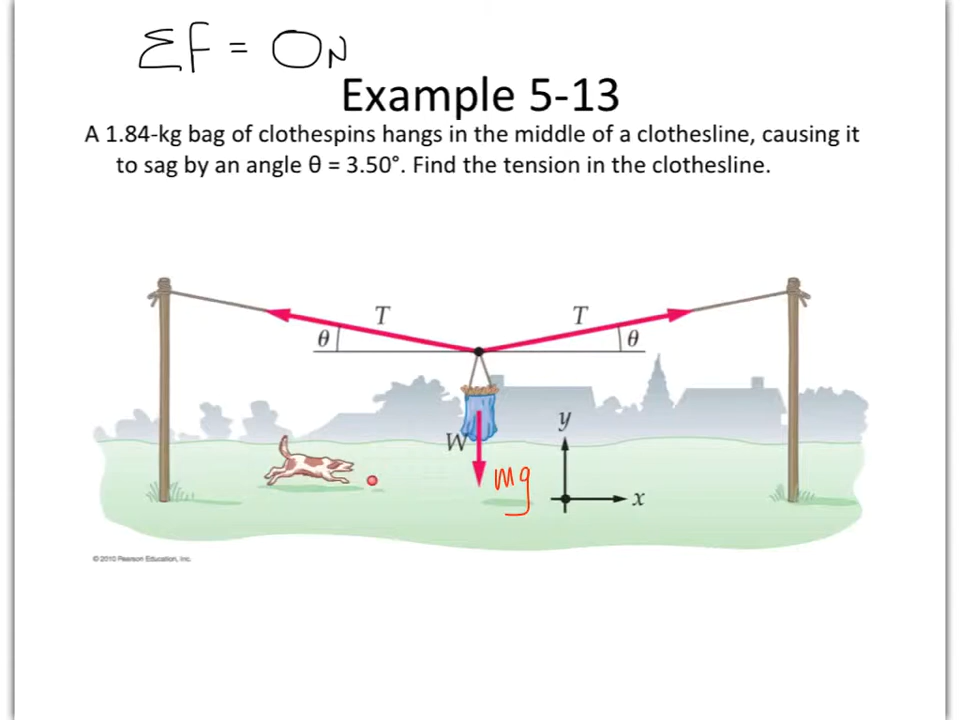 ΣF = 0N
Example 5-13
A 1.84-kg bag of clothespins hangs in the middle of a clothesline, causing it
to sag by an angle θ = 3.50°. Find the tension in the clothesline.
T T
θ θ
y
W
mg
x
© 2010 Pearson Education, Inc.